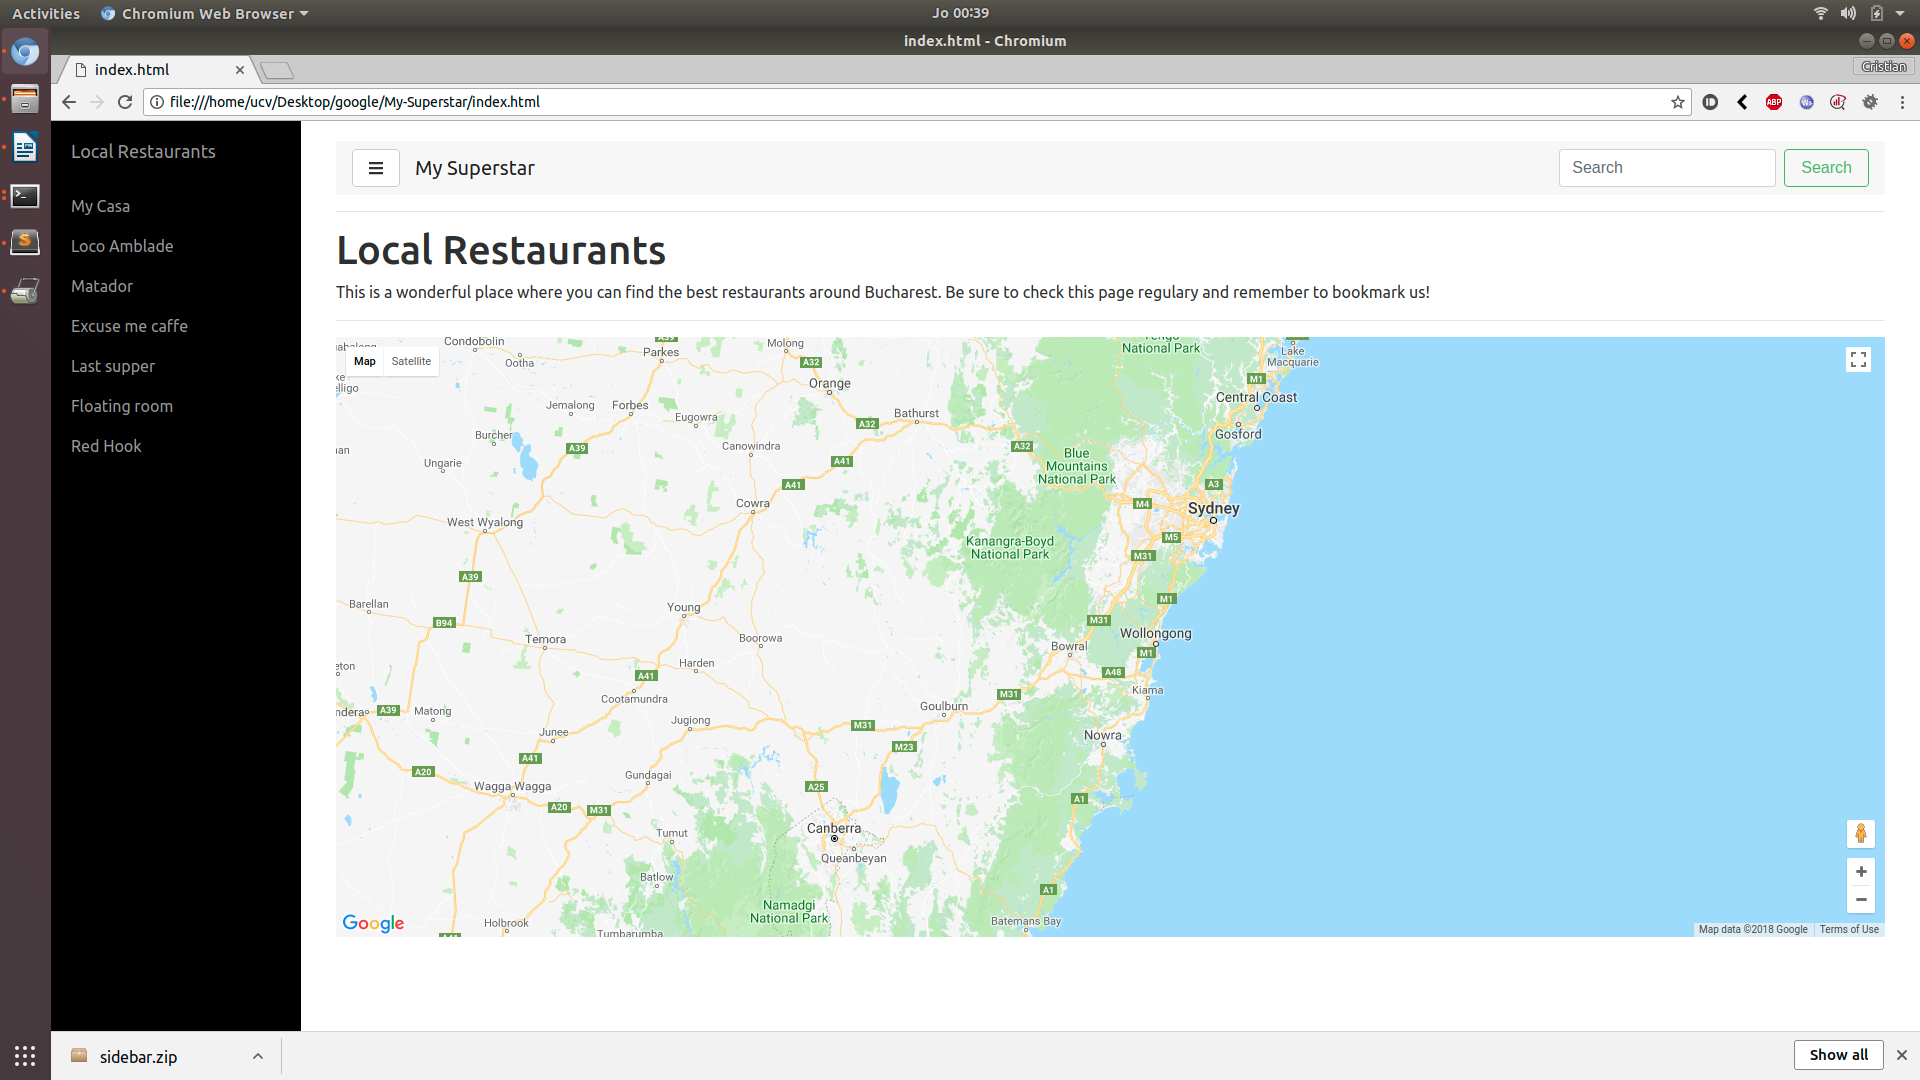 Activities
Chromium Web Browser
Jo 00:39
index.html - Chromium
index.html
Cristian
file:///home/ucv/Desktop/google/My-Superstar/index.html
ABP
Local Restaurants
My Casa
Loco Amblade
Matador
Excuse me caffe
Last supper
Floating room
Red Hook
My Superstar
Search
Search
Local Restaurants
This is a wonderful place where you can find the best restaurants around Bucharest. Be sure to check this page regulary and remember to bookmark us!
Map
Satellite
Condobolin
Ootha
Parkes
Molong
A32
Orange
National Park
Lake
Macquarie
M1
Central Coast
Gosford
Jemalong
Forbes
Eugowra
Bathurst
A32
Burcher
A39
Canowindra
A41
A32
Ungarie
Blue
Mountains
National Park
A41
A3
Cowra
M4
Sydney
West Wyalong
M5
Kanangra-Boyd
National Park
M31
A39
Barellan
Young
M1
B94
M31
Temora
Boorowa
Wollongong
Bowral
M1
Harden
A41
A48
Cootamundra
M31
Kiama
A39
Matong
Goulburn
Jugiong
M31
Junee
Nowra
M23
A41
A20
Gundagai
Wagga Wagga
A25
A20
M31
A1
Tumut
Canberra
Queanbeyan
Batlow
A1
Namadgi
National Park
Holbrook
Batemans Bay
Tumbarumba
Google
Map data ©2018 Google
Terms of Use
sidebar.zip
Show all